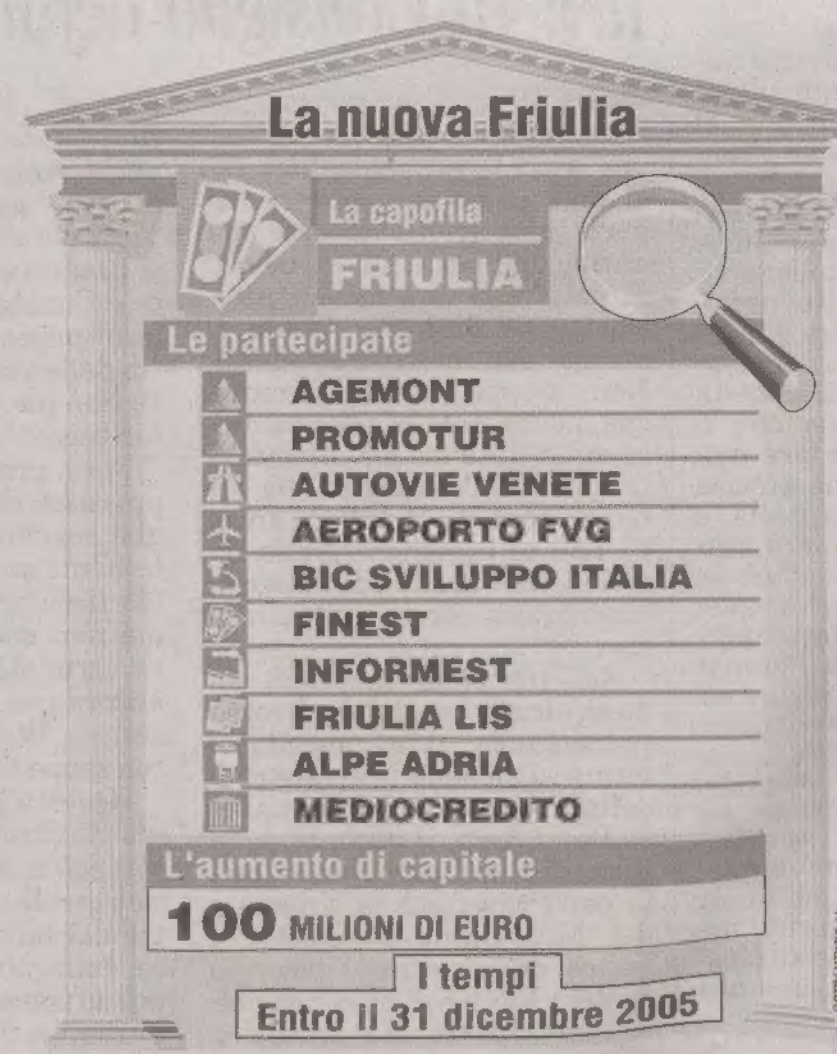 La nuova Friulia
La capofila
FRIULIA
Le partecipate
AGEMONT
PROMOTUR
AUTOVIE VENETE
AEROPORTO FVG
BIC SVILUPPO ITALIA
FINEST
INFORMEST
FRIULIA LIS
ALPE ADRIA
MEDIOCREDITO
L'aumento di capitale
100 MILIONI DI EURO
I tempi
Entro il 31 dicembre 2005